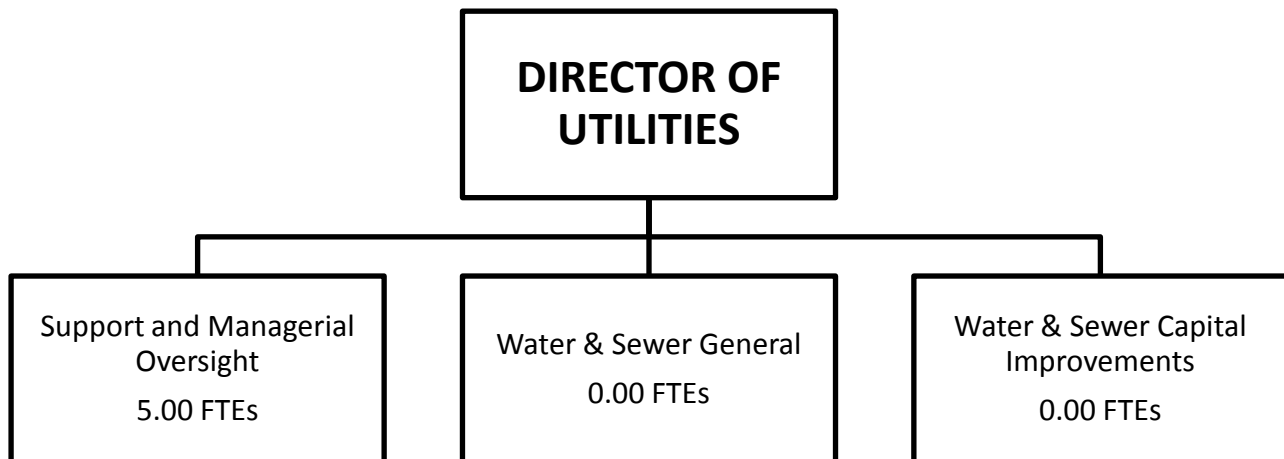 DIRECTOR OF
UTILITIES
Support and Managerial
Oversight
5.00 FTEs
Water & Sewer General
0.00 FTEs
Water & Sewer Capital
Improvements
0.00 FTEs